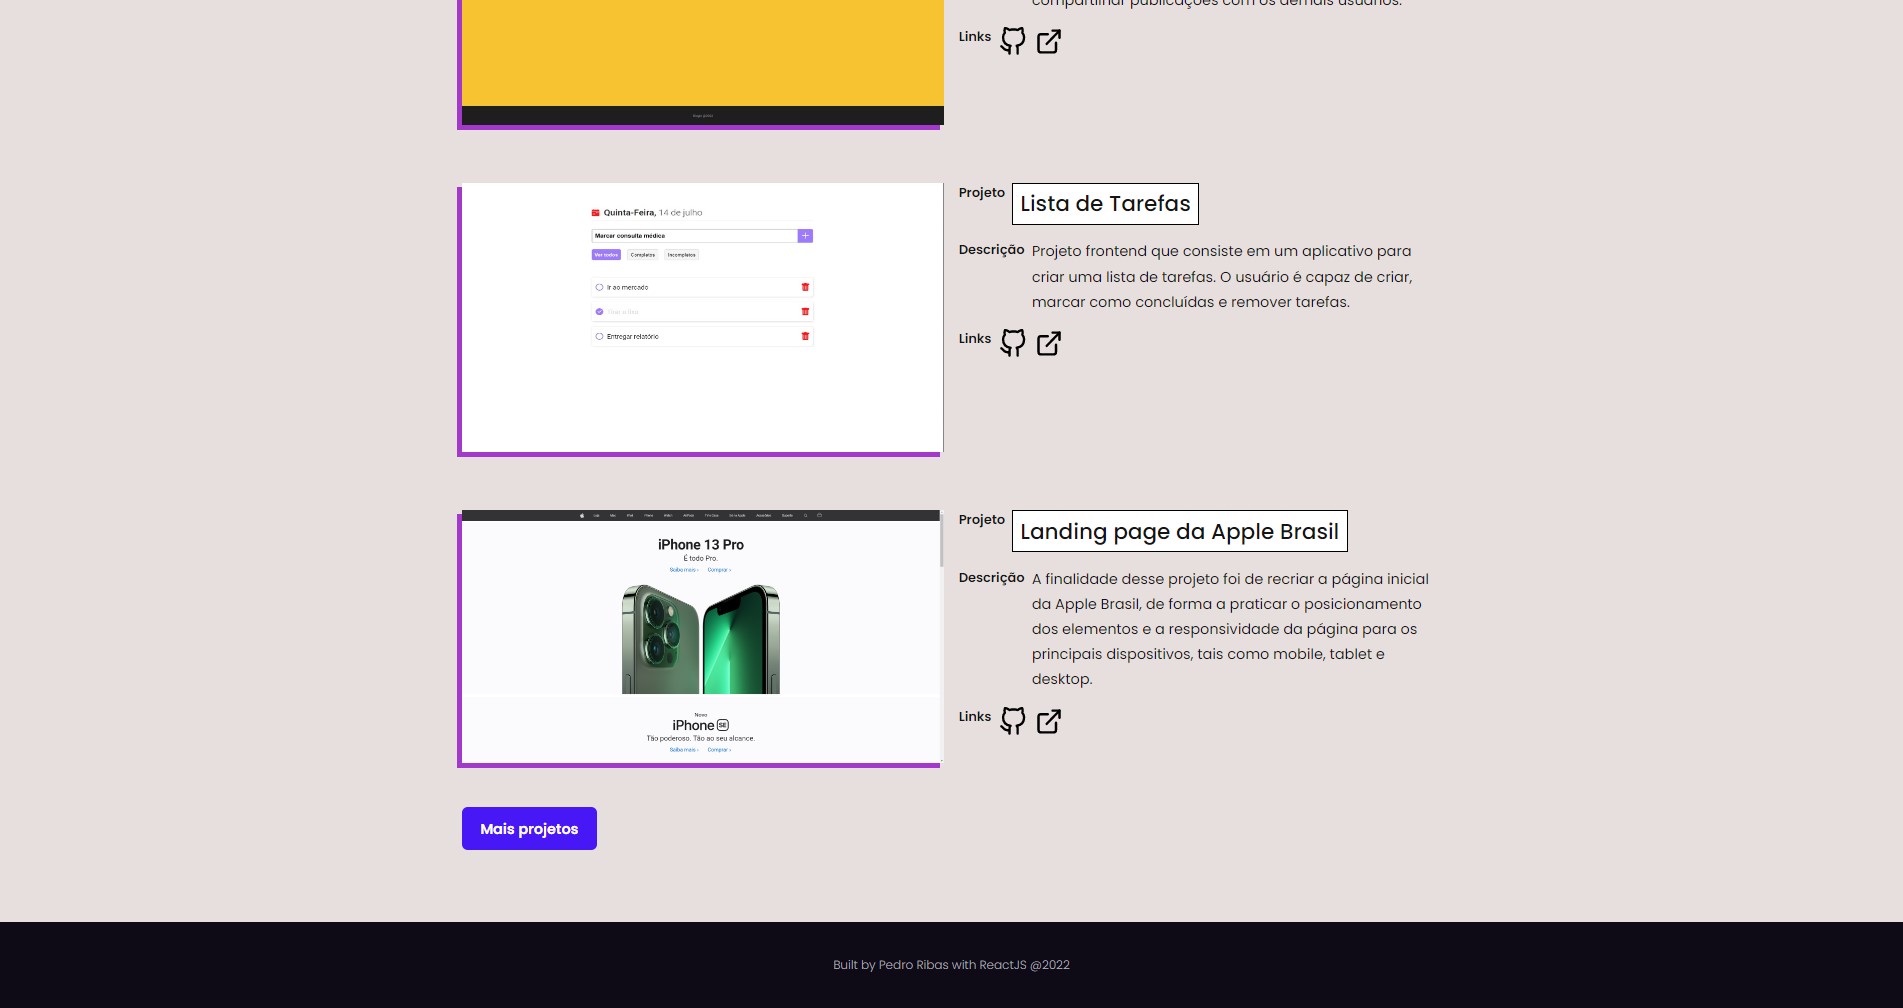 compartilhar publicações com os demais usuários.
Links
Projeto
Lista de Tarefas
Quinta-Feira, 14 de julho
Marcar consulta médica
Ver todos Completos Incompletos
Ir ao mercado
Entregar relatório
Descrição
Projeto frontend que consiste em um aplicativo para
criar uma lista de tarefas. O usuário é capaz de criar,
marcar como concluídas e remover tarefas.
Links
iPhone 13 Pro
É todo Pro.
Saiba mais › Comprar ›
Novo
iPhone SE
Tão poderoso. Tão ao seu alcance.
Saiba mais › Comprar ›
Projeto
Landing page da Apple Brasil
Descrição
A finalidade desse projeto foi de recriar a página inicial
da Apple Brasil, de forma a praticar o posicionamento
dos elementos e a responsividade da página para os
principais dispositivos, tais como mobile, tablet e
desktop.
Links
Mais projetos
Built by Pedro Ribas with ReactJS @2022